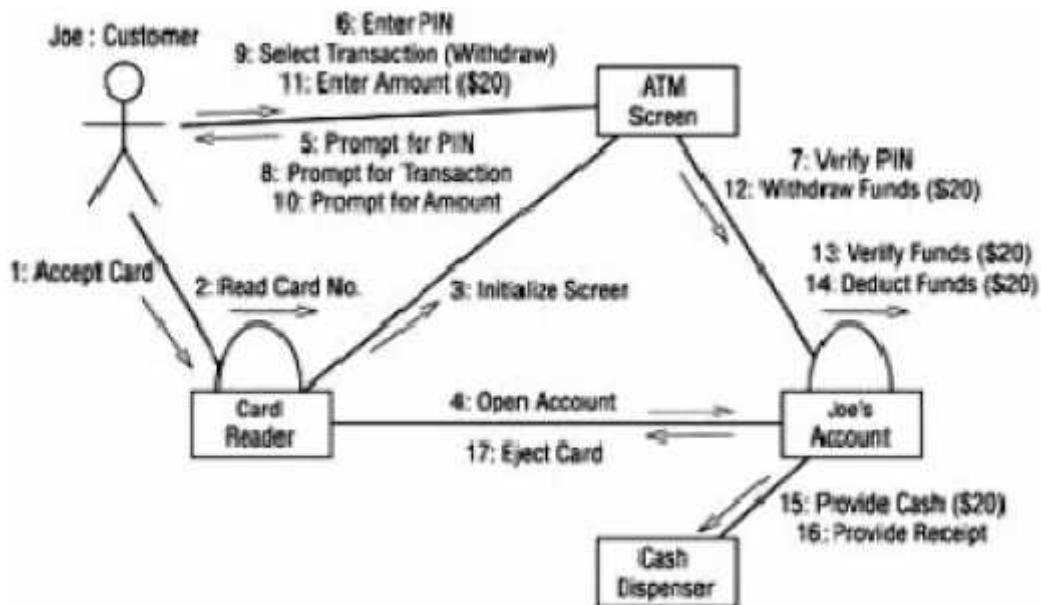 Joe : Customer
6: Enter PIN
9: Select Transaction (Withdraw)
11: Enter Amount ($20)
ATM
Screen
5: Prompt for PIN
8: Prompt for Transaction
10: Prompt for Amount
7: Verify PIN
12: Withdraw Funds ($20)
1: Accept Card
2: Read Card No.
3: Initialize Screen
13: Verify Funds ($20)
14: Deduct Funds ($20)
Card
Reader
4: Open Account
17: Eject Card
Joe's
Account
15: Provide Cash ($20)
16: Provide Receipt
Cash
Dispenser